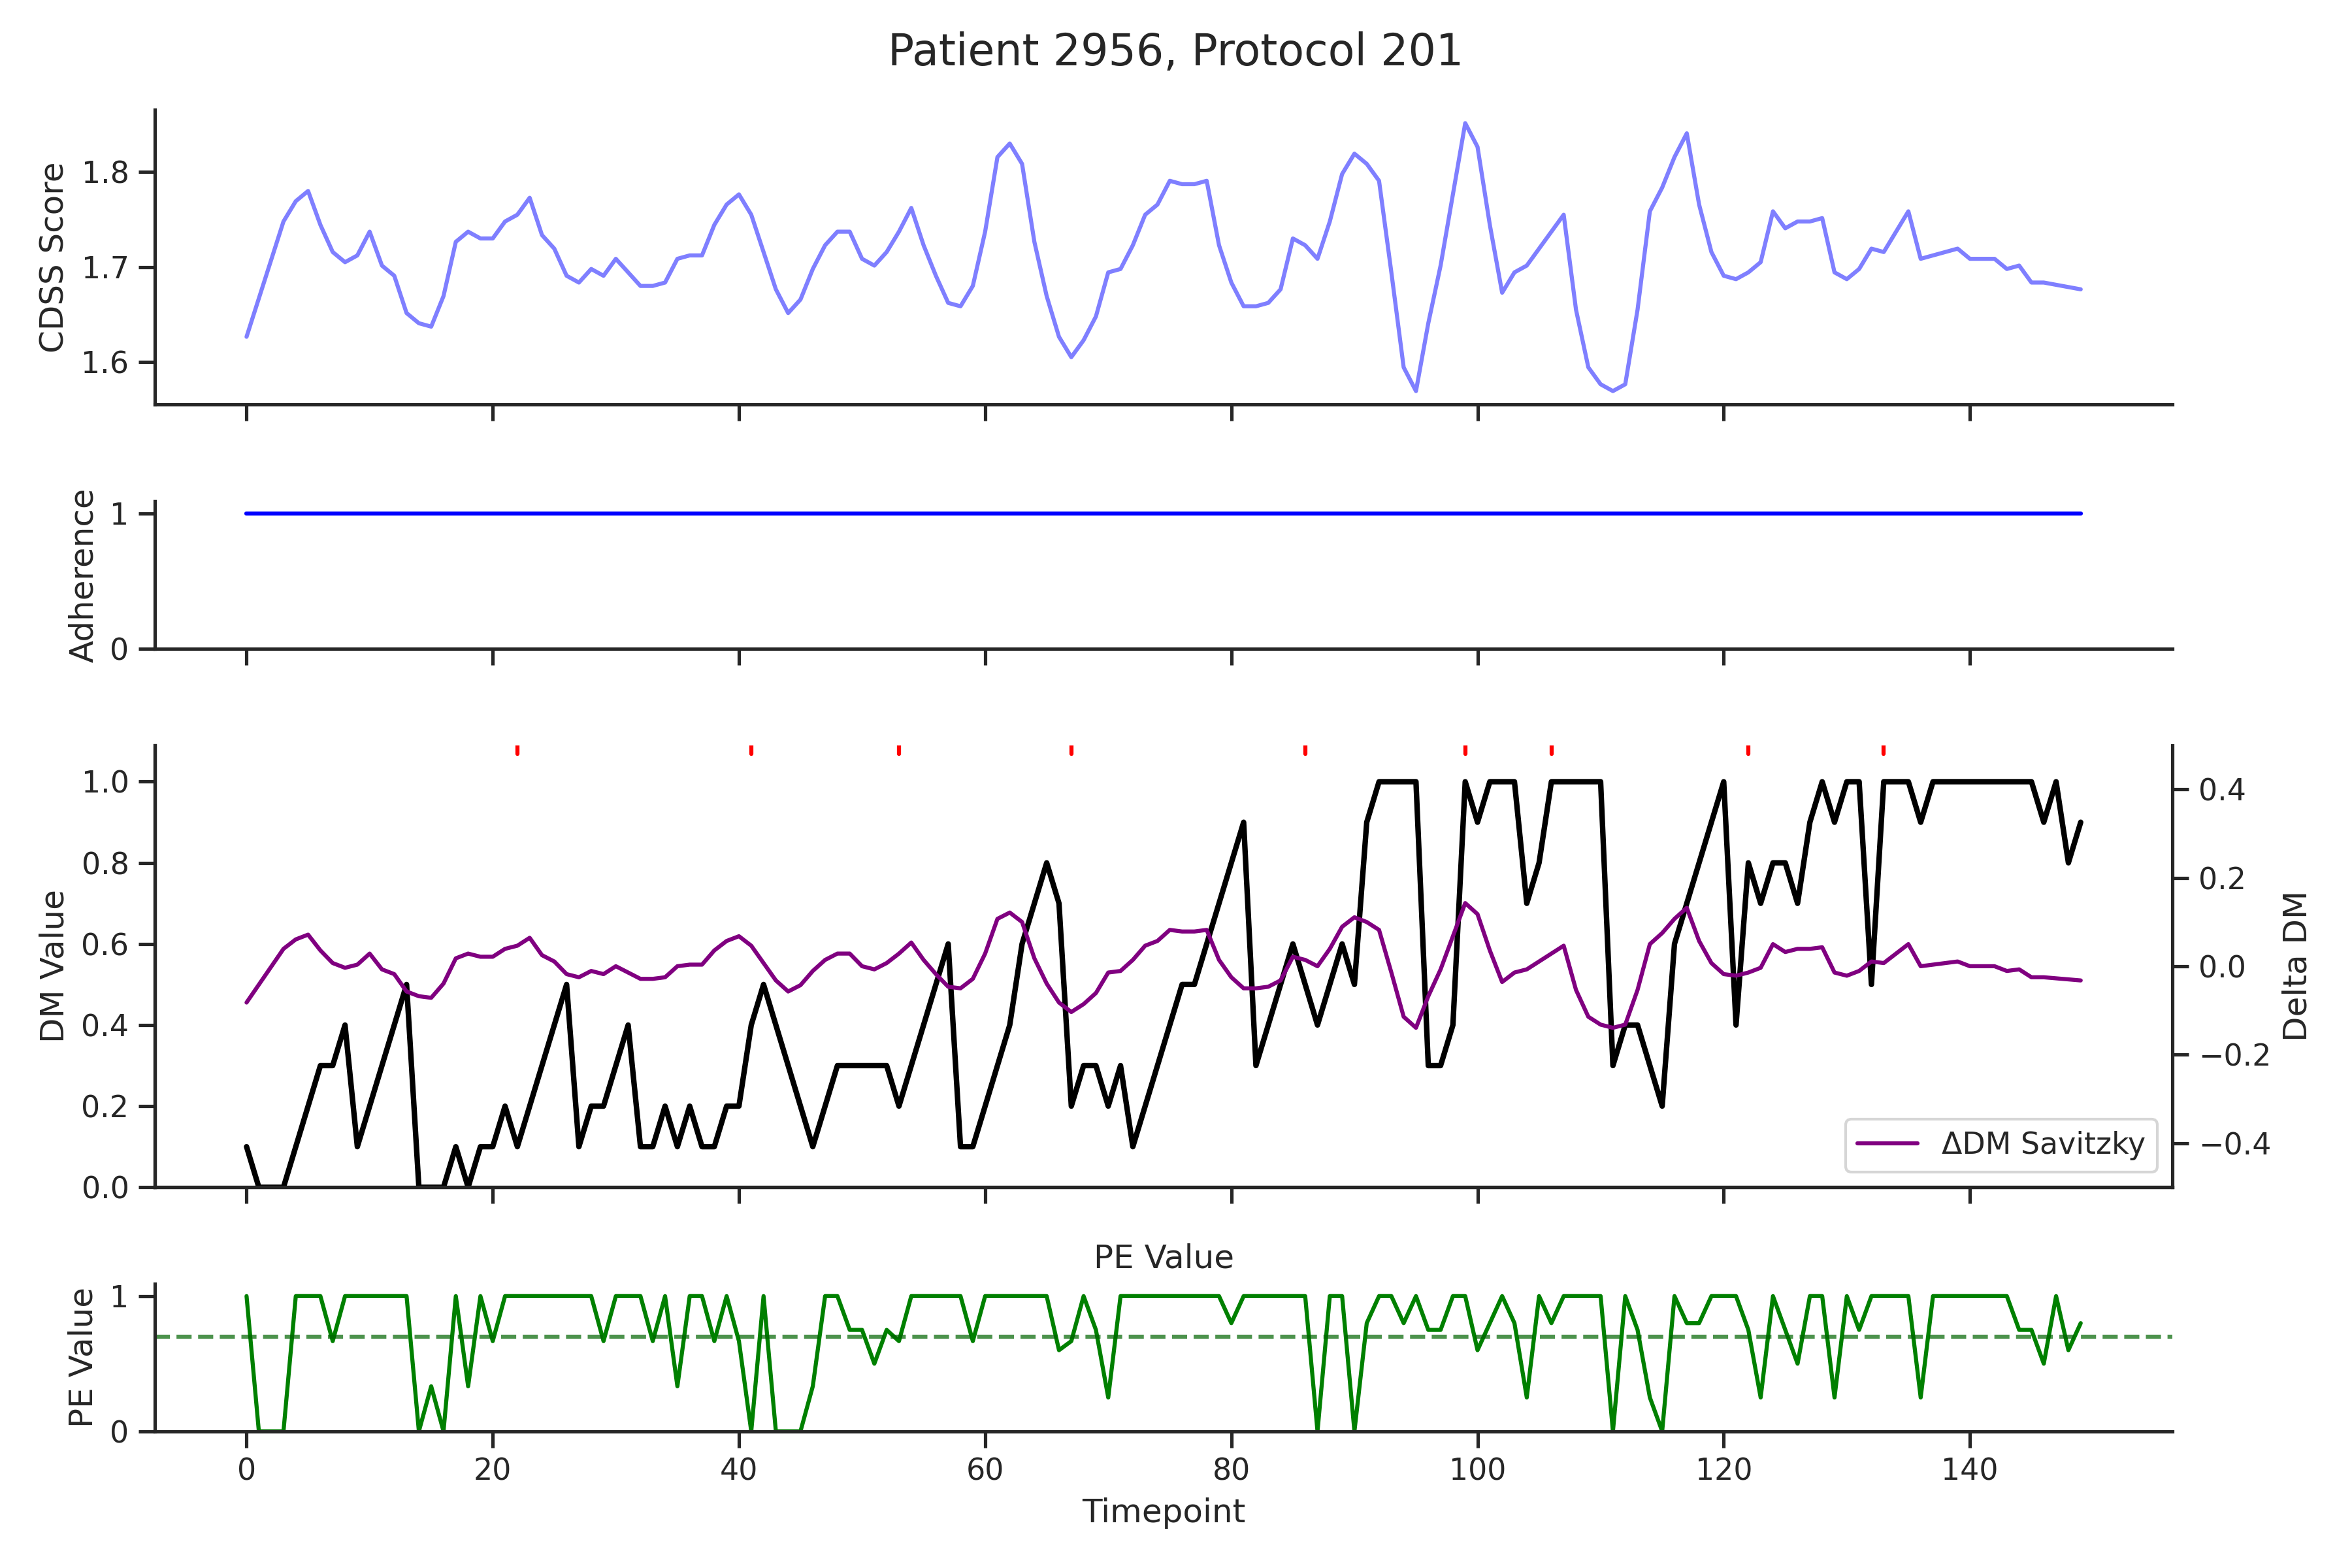 Patient 2956, Protocol 201
CDSS Score
1.8
1.7
1.6
Adherence
1
0
DM Value
1.0
0.8
0.6
0.4
0.2
0.0
Delta DM
0.4
0.2
0.0
−0.2
−0.4
ΔDM Savitzky
PE Value
PE Value
1
0
0 20 40 60 80 100 120 140
Timepoint